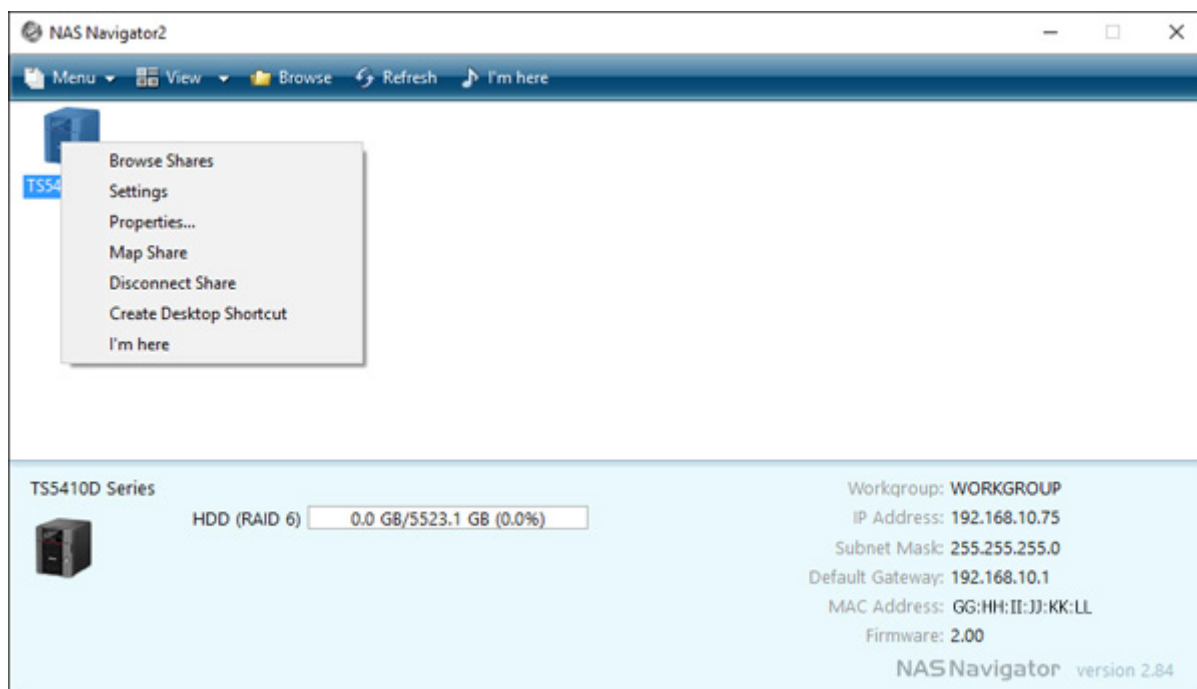 NAS Navigator2
Menu View Browse Refresh I'm here
Browse Shares
TS54
Settings
Properties...
Map Share
Disconnect Share
Create Desktop Shortcut
I'm here
TS5410D Series
HDD (RAID 6) 0.0 GB/5523.1 GB (0.0%)
Workgroup: WORKGROUP
IP Address: 192.168.10.75
Subnet Mask: 255.255.255.0
Default Gateway: 192.168.10.1
MAC Address: GG:HH:II:JJ:KK:LL
Firmware: 2.00
NAS Navigator version 2.84